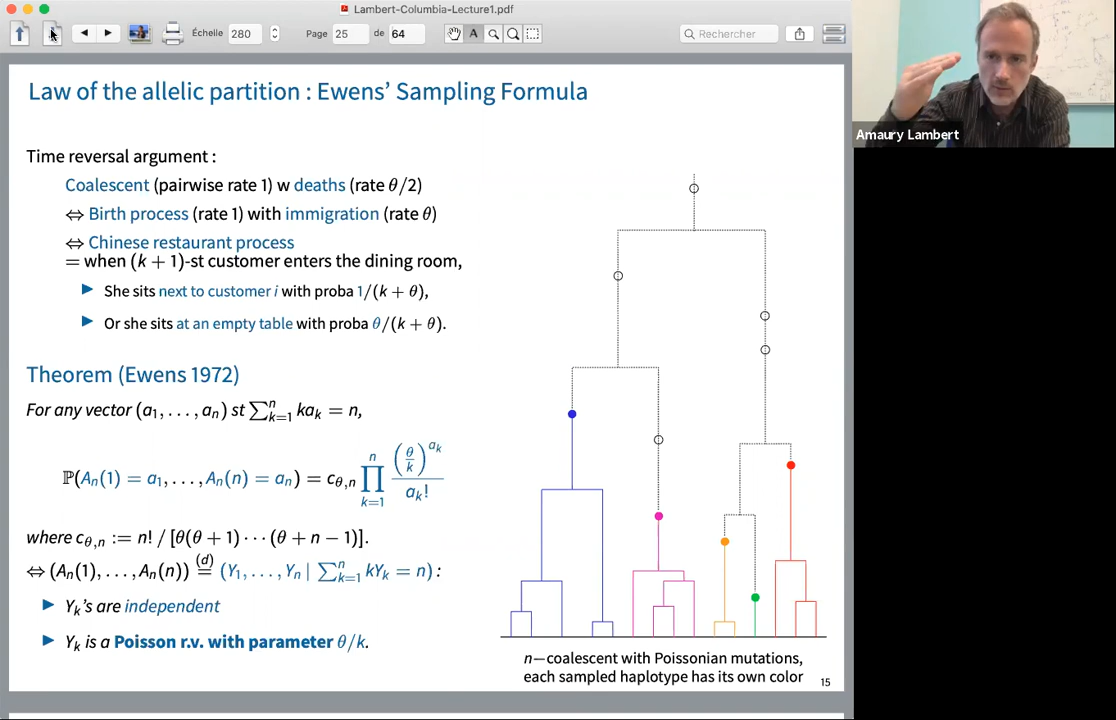 Lambert-Columbia-Lecture1.pdf
Échelle 280 Page 25 de 64 Rechercher
Amaury Lambert
Law of the allelic partition : Ewens’ Sampling Formula
Time reversal argument :
Coalescent (pairwise rate 1) w deaths (rate θ/2)
⇔ Birth process (rate 1) with immigration (rate θ)
⇔ Chinese restaurant process
= when (k + 1)-st customer enters the dining room,
▶ She sits next to customer i with proba 1/(k + θ),
▶ Or she sits at an empty table with proba θ/(k + θ).
Theorem (Ewens 1972)
For any vector (a₁, . . . , aₙ) st ∑ⁿₖ₌₁ kaₖ = n,
ℙ(Aₙ(1) = a₁, . . . , Aₙ(n) = aₙ) = c_{θ,n} ∏_{k=1}^{n} (θ/k)^{aₖ} / aₖ!
where c_{θ,n} := n! / [θ(θ + 1) · · · (θ + n − 1)].
⇔ (Aₙ(1), . . . , Aₙ(n)) (d)= (Y₁, . . . , Yₙ | ∑ⁿₖ₌₁ kYₖ = n) :
▶ Yₖ’s are independent
▶ Yₖ is a Poisson r.v. with parameter θ/k.
n−coalescent with Poissonian mutations,
each sampled haplotype has its own color
15